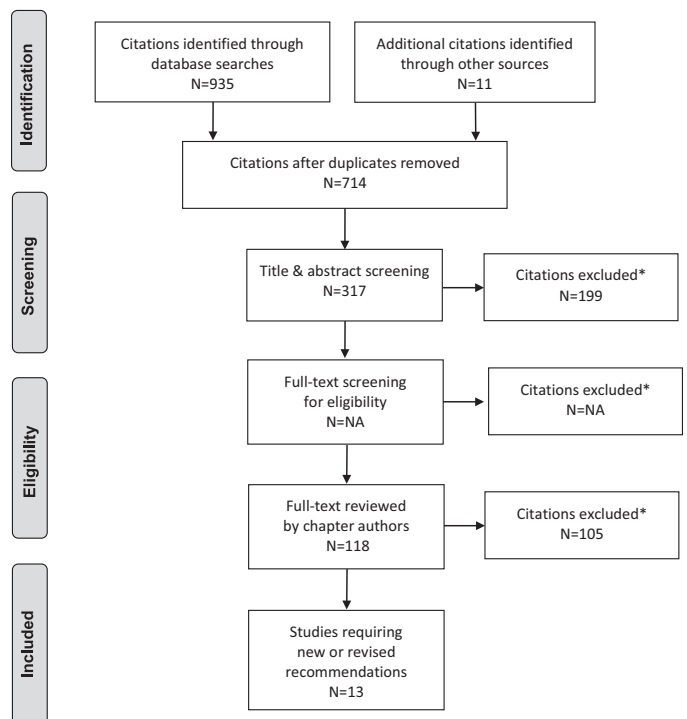 Identification
Citations identified through
database searches
N=935
Additional citations identified
through other sources
N=11
Citations after duplicates removed
N=714
Screening
Title & abstract screening
N=317
Citations excluded*
N=199
Eligibility
Full-text screening
for eligibility
N=NA
Citations excluded*
N=NA
Full-text reviewed
by chapter authors
N=118
Citations excluded*
N=105
Included
Studies requiring
new or revised
recommendations
N=13